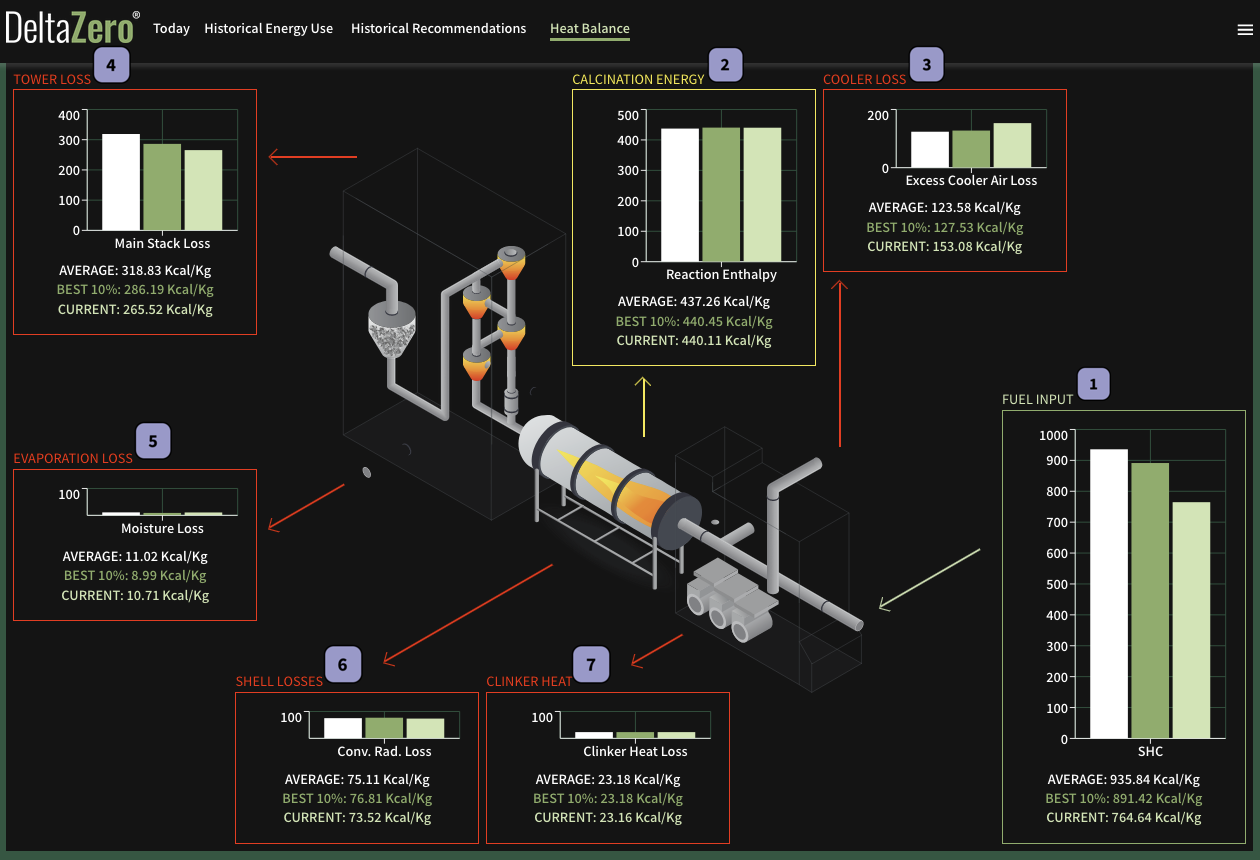 DeltaZero®
Today Historical Energy Use Historical Recommendations Heat Balance
TOWER LOSS
4
400
300
200
100
0
Main Stack Loss
AVERAGE: 318.83 Kcal/Kg
BEST 10%: 286.19 Kcal/Kg
CURRENT: 265.52 Kcal/Kg
CALCINATION ENERGY
2
500
400
300
200
100
0
Reaction Enthalpy
AVERAGE: 437.26 Kcal/Kg
BEST 10%: 440.45 Kcal/Kg
CURRENT: 440.11 Kcal/Kg
COOLER LOSS
3
200
0
Excess Cooler Air Loss
AVERAGE: 123.58 Kcal/Kg
BEST 10%: 127.53 Kcal/Kg
CURRENT: 153.08 Kcal/Kg
1
FUEL INPUT
1000
900
800
700
600
500
400
300
200
100
0
SHC
AVERAGE: 935.84 Kcal/Kg
BEST 10%: 891.42 Kcal/Kg
CURRENT: 764.64 Kcal/Kg
5
EVAPORATION LOSS
100
Moisture Loss
AVERAGE: 11.02 Kcal/Kg
BEST 10%: 8.99 Kcal/Kg
CURRENT: 10.71 Kcal/Kg
6
SHELL LOSSES
100
Conv. Rad. Loss
AVERAGE: 75.11 Kcal/Kg
BEST 10%: 76.81 Kcal/Kg
CURRENT: 73.52 Kcal/Kg
7
CLINKER HEAT
100
Clinker Heat Loss
AVERAGE: 23.18 Kcal/Kg
BEST 10%: 23.18 Kcal/Kg
CURRENT: 23.16 Kcal/Kg